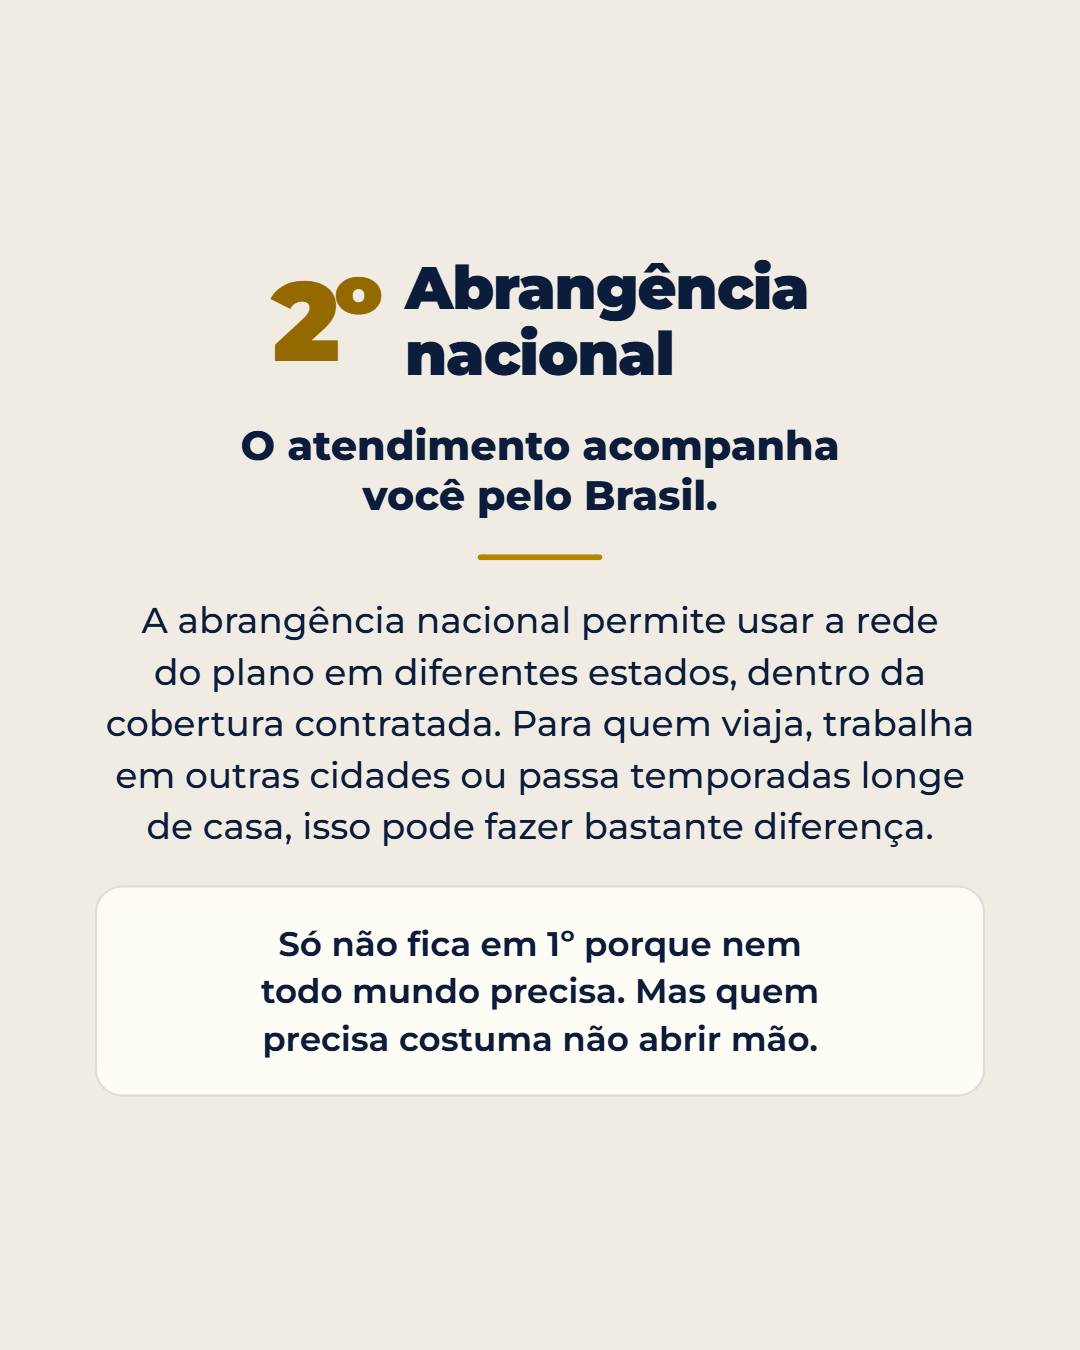 2º Abrangência
nacional
O atendimento acompanha
você pelo Brasil.
A abrangência nacional permite usar a rede
do plano em diferentes estados, dentro da
cobertura contratada. Para quem viaja, trabalha
em outras cidades ou passa temporadas longe
de casa, isso pode fazer bastante diferença.
Só não fica em 1º porque nem
todo mundo precisa. Mas quem
precisa costuma não abrir mão.